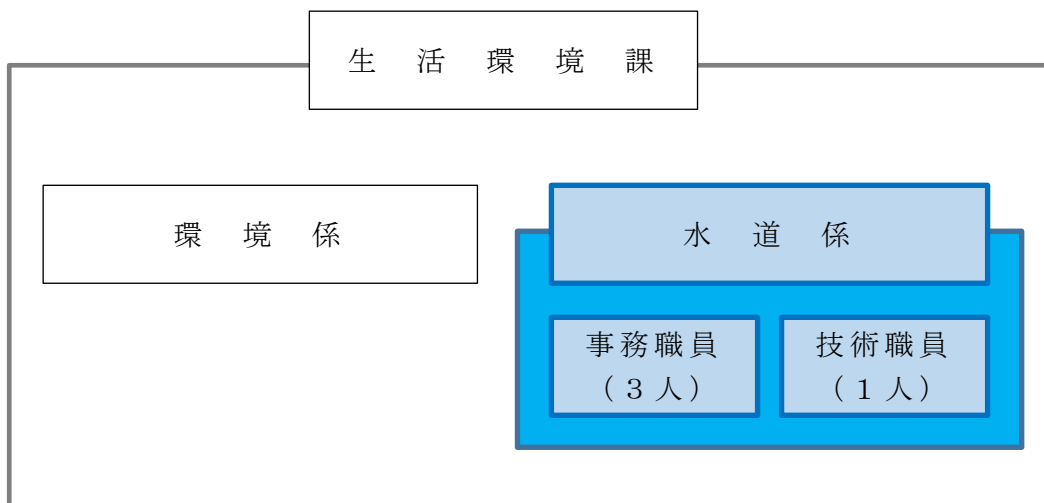 生活環境課
環境係
水道係
事務職員
（３人）
技術職員
（１人）